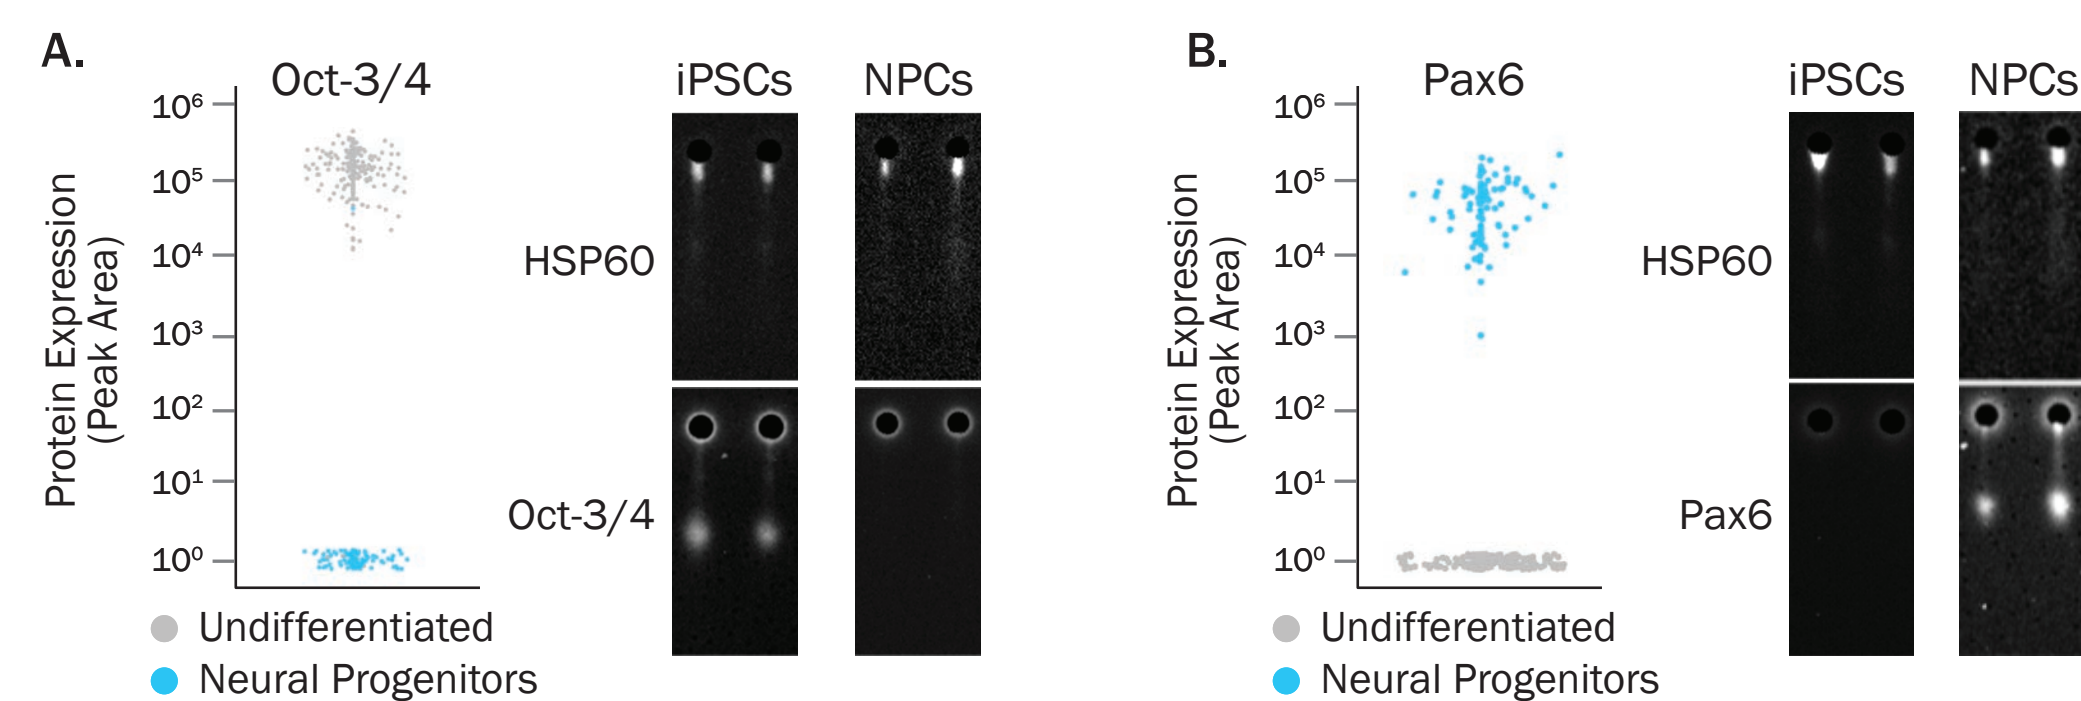 A.
Oct-3/4
iPSCs
NPCs
10⁶
10⁵
10⁴
10³
10²
10¹
10⁰
Protein Expression
(Peak Area)
HSP60
Oct-3/4
Undifferentiated
Neural Progenitors
B.
Pax6
iPSCs
NPCs
10⁶
10⁵
10⁴
10³
10²
10¹
10⁰
Protein Expression
(Peak Area)
HSP60
Pax6
Undifferentiated
Neural Progenitors